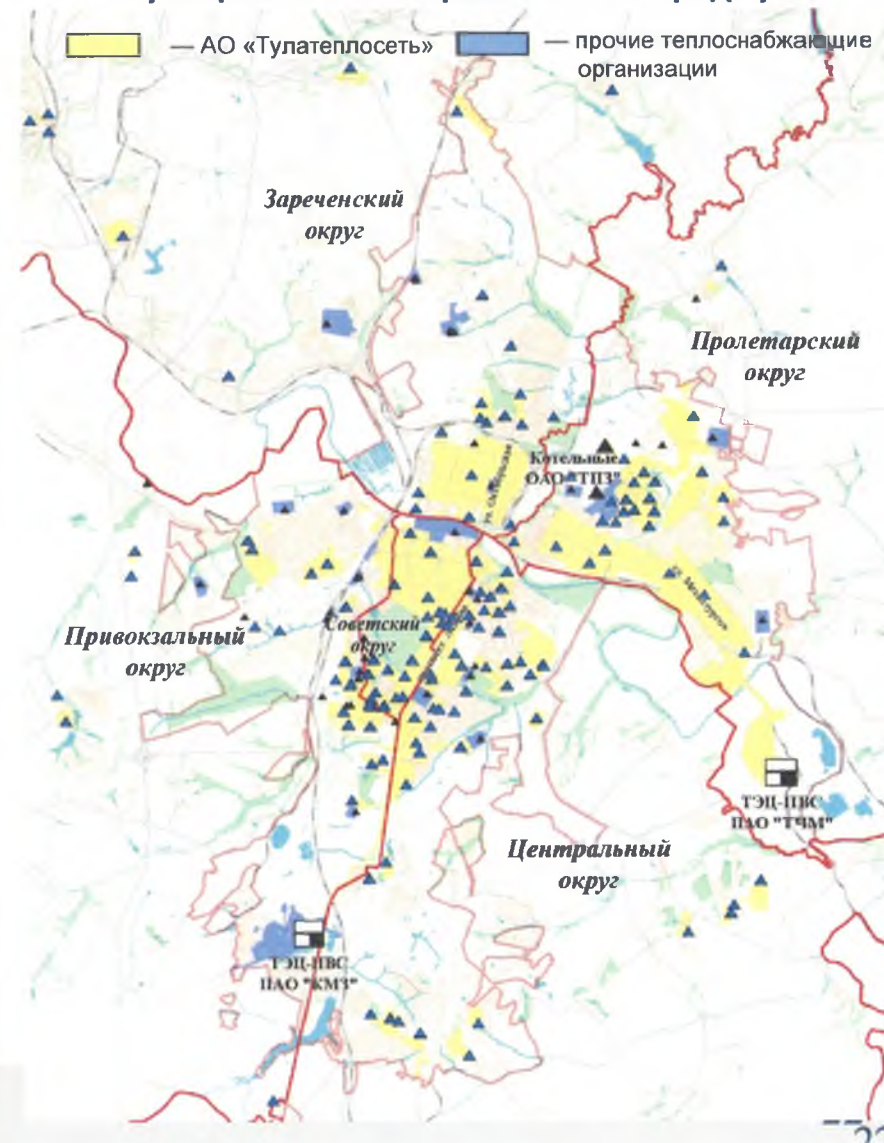 — АО «Тулатеплосеть»
— прочие теплоснабжающие
организации
Зареченский
округ
Пролетарский
округ
Котельные
ОАО "ТПЗ"
Советский
округ
Привокзальный
округ
ТЭЦ-ПВС
ПАО "ТЧМ"
Центральный
округ
ТЭЦ-ПВС
ПАО "КМЗ"